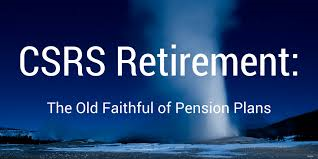 CSRS Retirement:
The Old Faithful of Pension Plans